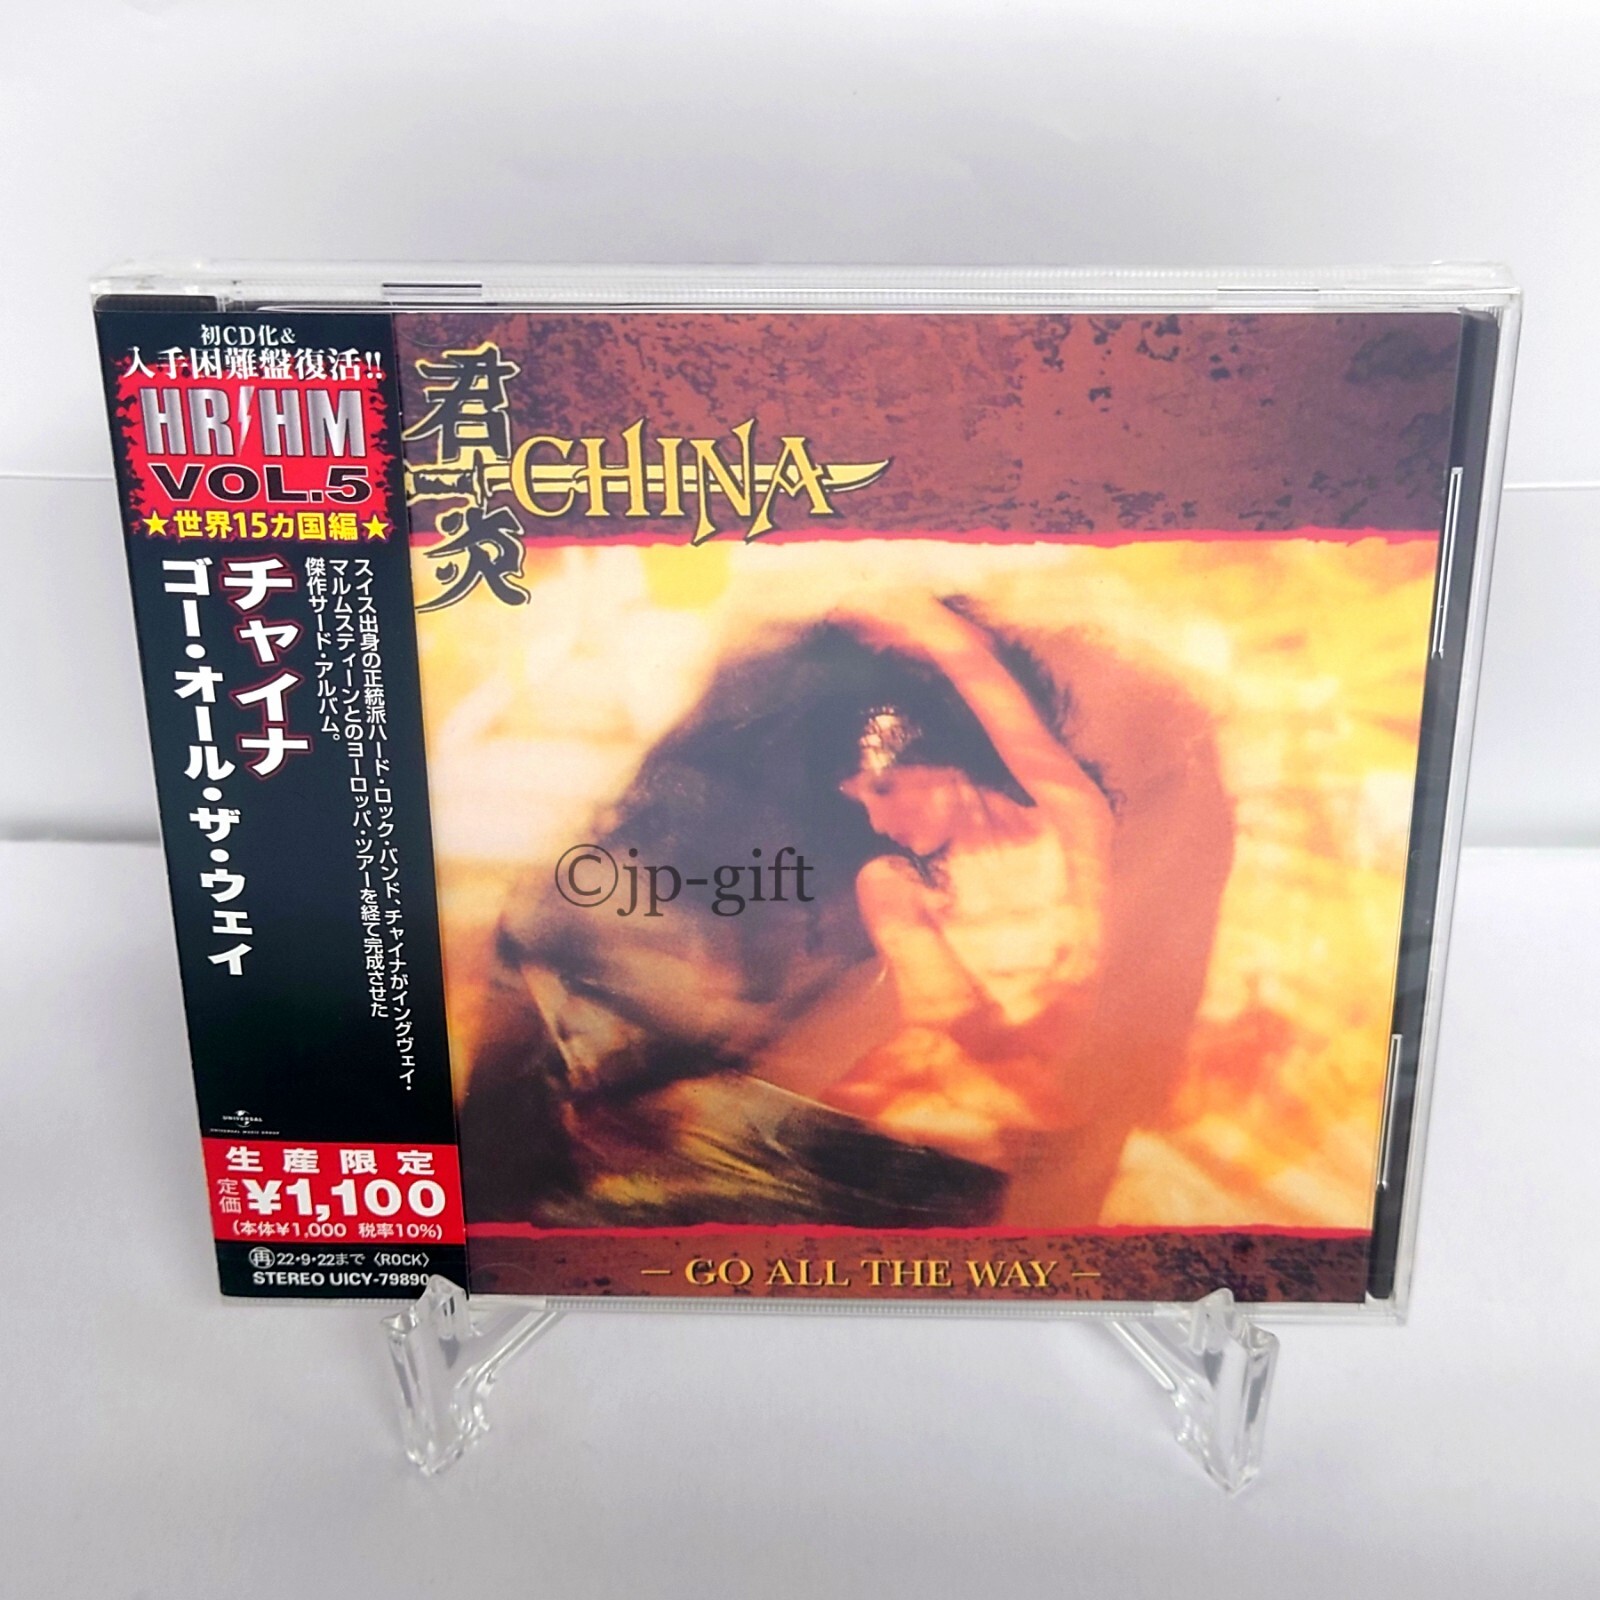 初CD化&
入手困難盤復活!!
HR/HM
VOL.5
★世界15カ国編★
スイス出身の正統派ハード・ロック・バンド、チャイナがイングヴェイ・
マルムスティーンとのヨーロッパ・ツアーを経て完成させた
傑作サード・アルバム。
チャイナ
ゴー・オール・ザ・ウェイ
UNIVERSAL
UNIVERSAL MUSIC GROUP
生産限定
定価 ¥1,100
(本体¥1,000 税率10%)
再 22・9・22まで 〈ROCK〉
STEREO UICY-79890
君
炎
CHINA
©jp-gift
– GO ALL THE WAY –